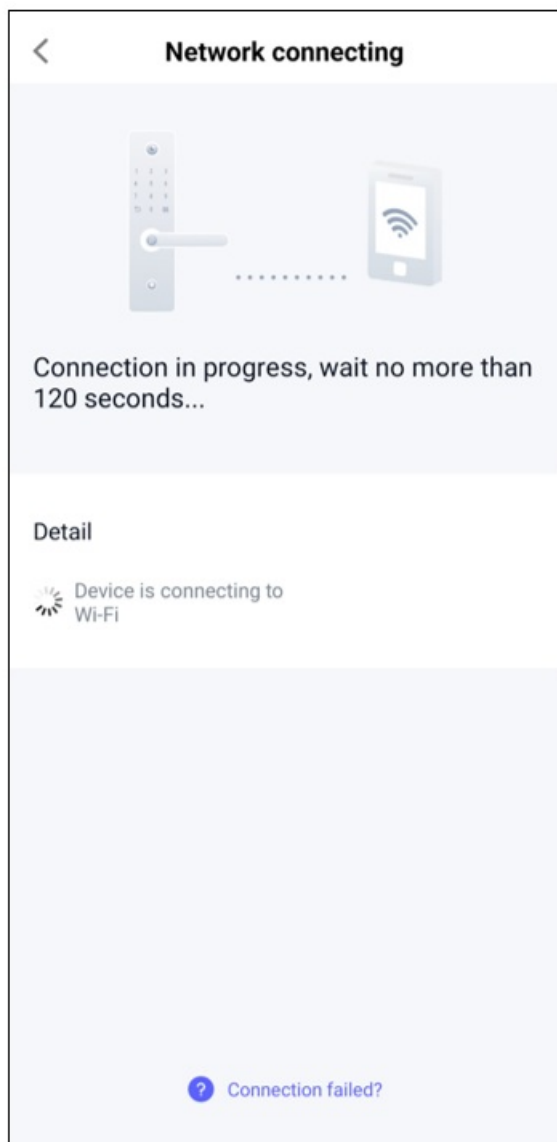 Network connecting
Connection in progress, wait no more than
120 seconds...
Detail
Device is connecting to
Wi-Fi
? Connection failed?